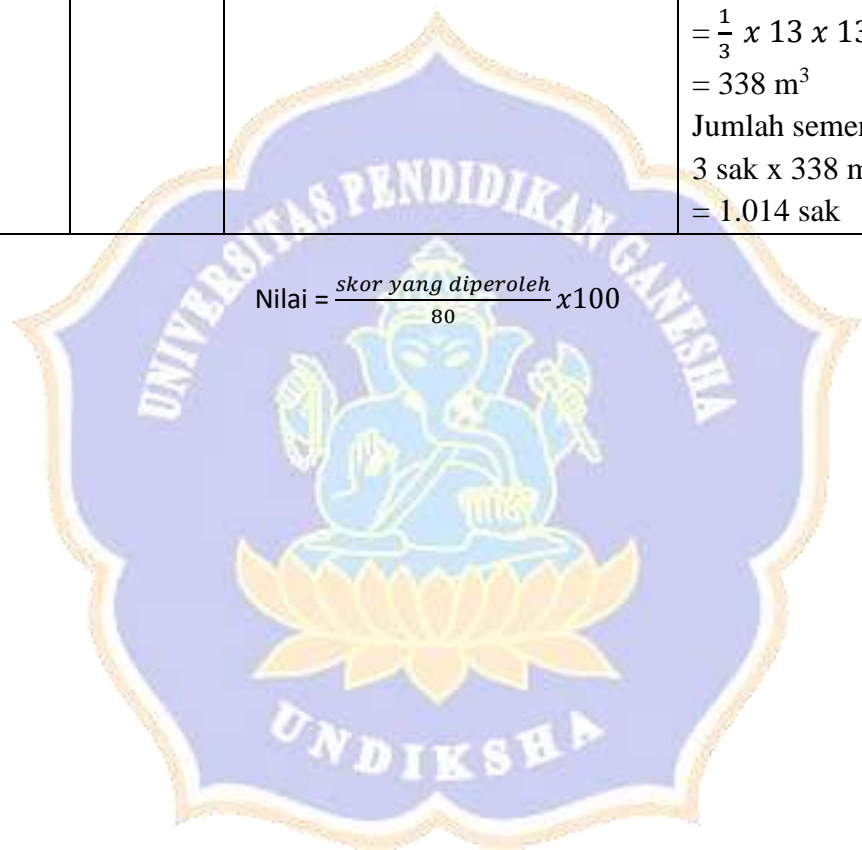 = 1/3 x 13 x 13
= 338 m³
Jumlah
3 sak x 338
= 1.014 sak
Nilai = skor yang diperoleh / 80 x100
UNIVERSITAS PENDIDIKAN GANESHA
UNDIKSHA